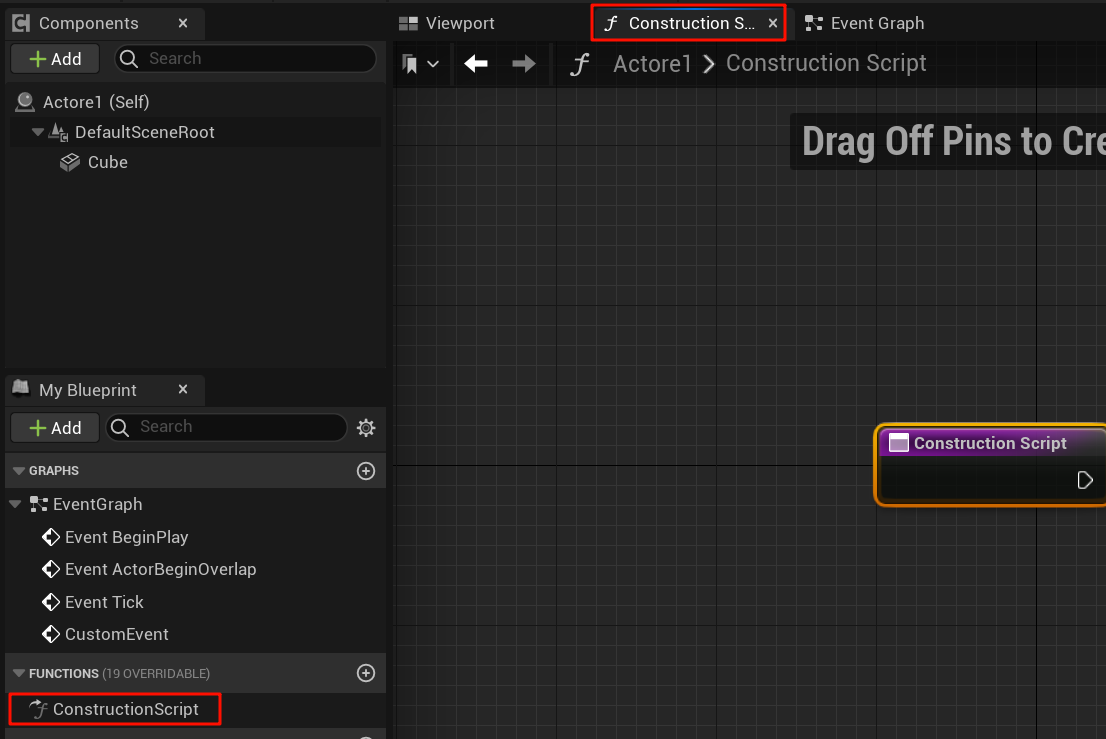 Components
Viewport
Construction S...
Event Graph
Add
Search
Actore1
Construction Script
Actore1 (Self)
DefaultSceneRoot
Cube
Drag Off Pins to Cre
My Blueprint
Add
Search
Construction Script
GRAPHS
EventGraph
Event BeginPlay
Event ActorBeginOverlap
Event Tick
CustomEvent
FUNCTIONS (19 OVERRIDABLE)
ConstructionScript